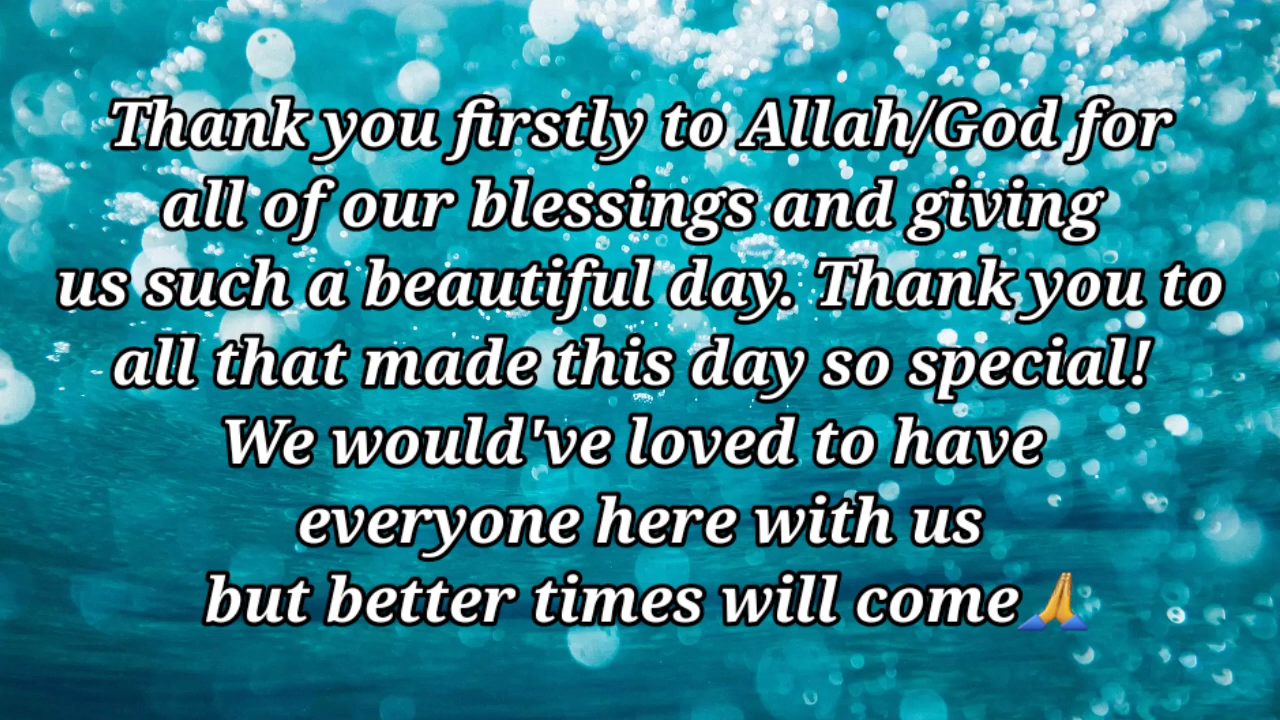 Thank you firstly to Allah/God for
all of our blessings and giving
us such a beautiful day. Thank you to
all that made this day so special!
We would've loved to have
everyone here with us
but better times will come🙏